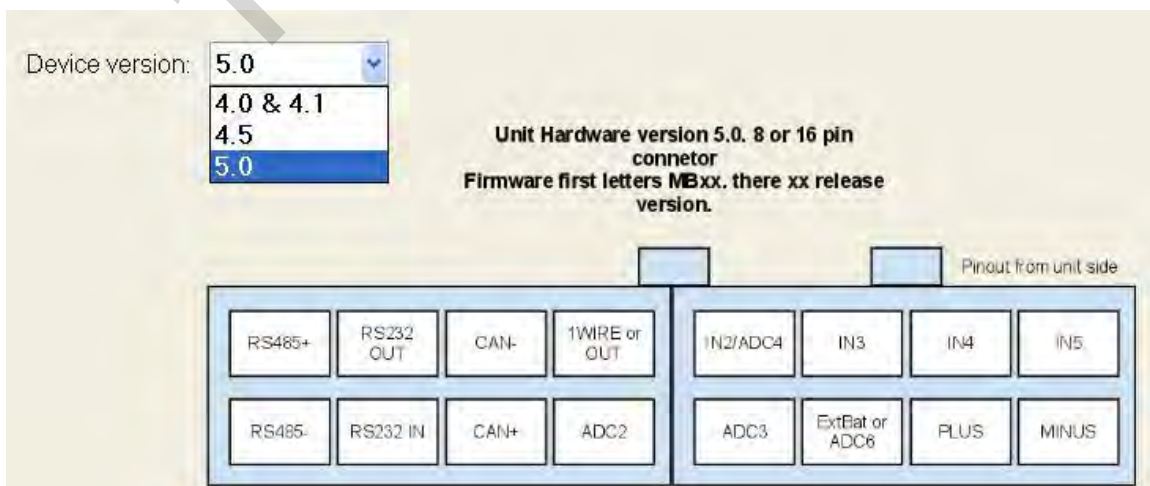 Device version: 5.0
4.0 & 4.1
4.5
5.0
Unit Hardware version 5.0. 8 or 16 pin
connetor
Firmware first letters MBxx. there xx release
version.
Pinout from unit side
RS485+ RS232 OUT CAN- 1WIRE or OUT IN2/ADC4 IN3 IN4 IN5
RS485- RS232 IN CAN+ ADC2 ADC3 ExtBat or ADC6 PLUS MINUS